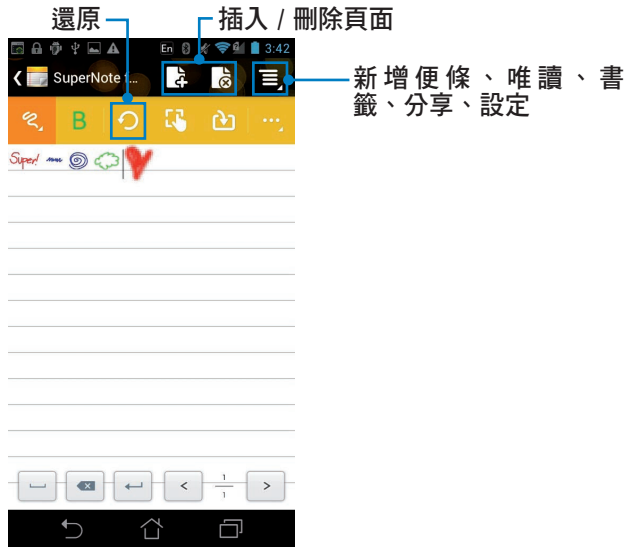 還原
插入 / 刪除頁面
En 3:42
SuperNote f...
新增便條、唯讀、書
籤、分享、設定
B
Super!
1
1